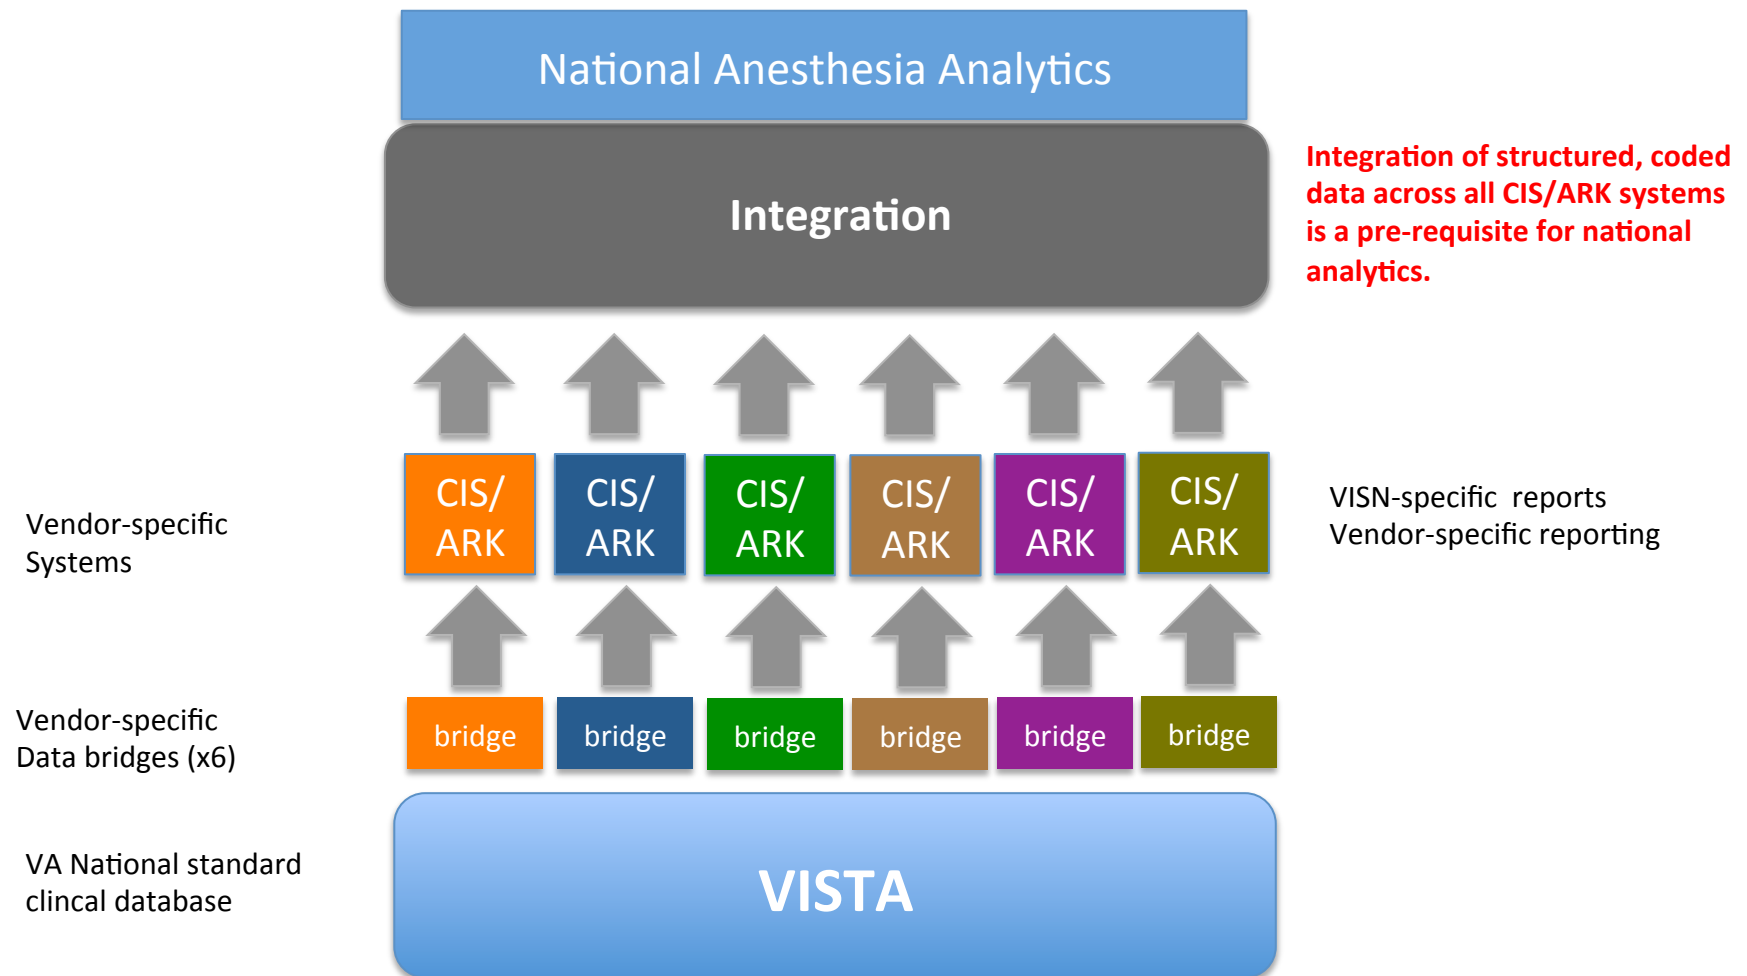 National Anesthesia Analytics
Integration
Integration of structured, coded
data across all CIS/ARK systems
is a pre-requisite for national
analytics.
Vendor-specific
Systems
CIS/
ARK
CIS/
ARK
CIS/
ARK
CIS/
ARK
CIS/
ARK
CIS/
ARK
VISN-specific reports
Vendor-specific reporting
Vendor-specific
Data bridges (x6)
bridge
bridge
bridge
bridge
bridge
bridge
VA National standard
clincal database
VISTA